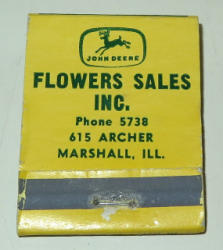 JOHN DEERE
FLOWERS SALES
INC.
Phone 5738
615 ARCHER
MARSHALL, ILL.